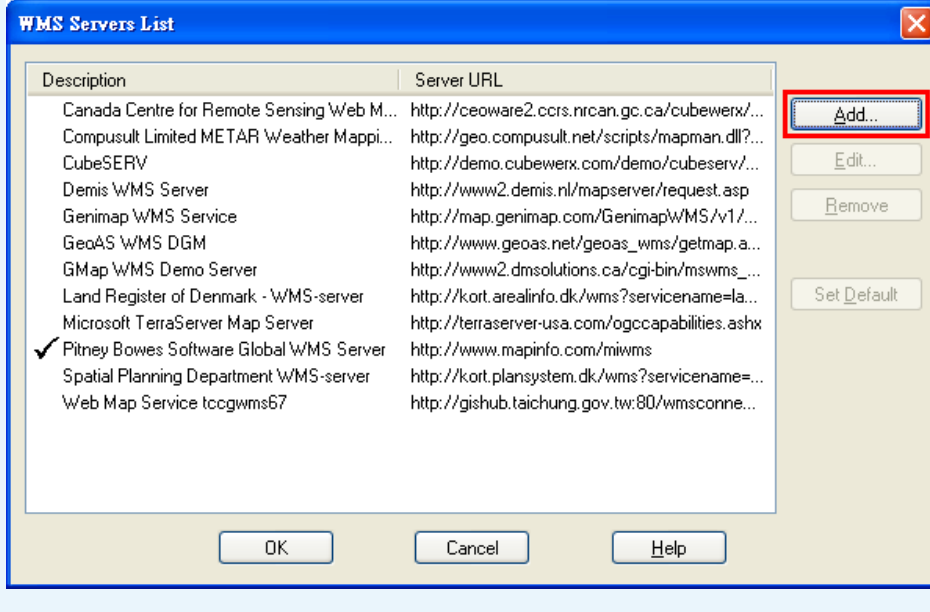 WMS Servers List
Description Server URL
Canada Centre for Remote Sensing Web M... http://ceoware2.ccrs.nrcan.gc.ca/cubewerx/...
Compusult Limited METAR Weather Mappi... http://geo.compusult.net/scripts/mapman.dll?...
CubeSERV http://demo.cubewerx.com/demo/cubeserv/...
Demis WMS Server http://www2.demis.nl/mapserver/request.asp
Genimap WMS Service http://map.genimap.com/GenimapWMS/v1/...
GeoAS WMS DGM http://www.geoas.net/geoas_wms/getmap.a...
GMap WMS Demo Server http://www2.dmsolutions.ca/cgi-bin/mswms_...
Land Register of Denmark - WMS-server http://kort.arealinfo.dk/wms?servicename=la...
Microsoft TerraServer Map Server http://terraserver-usa.com/ogccapabilities.ashx
Pitney Bowes Software Global WMS Server http://www.mapinfo.com/miwms
Spatial Planning Department WMS-server http://kort.plansystem.dk/wms?servicename=...
Web Map Service tccgwms67 http://gishub.taichung.gov.tw:80/wmsconne...
Add...
Edit...
Remove
Set Default
OK Cancel Help